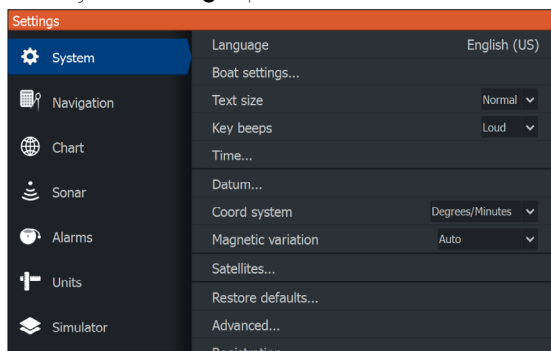 Settings
System
Navigation
Chart
Sonar
Alarms
Units
Simulator
Language English (US)
Boat settings...
Text size Normal
Key beeps Loud
Time...
Datum...
Coord system Degrees/Minutes
Magnetic variation Auto
Satellites...
Restore defaults...
Advanced...